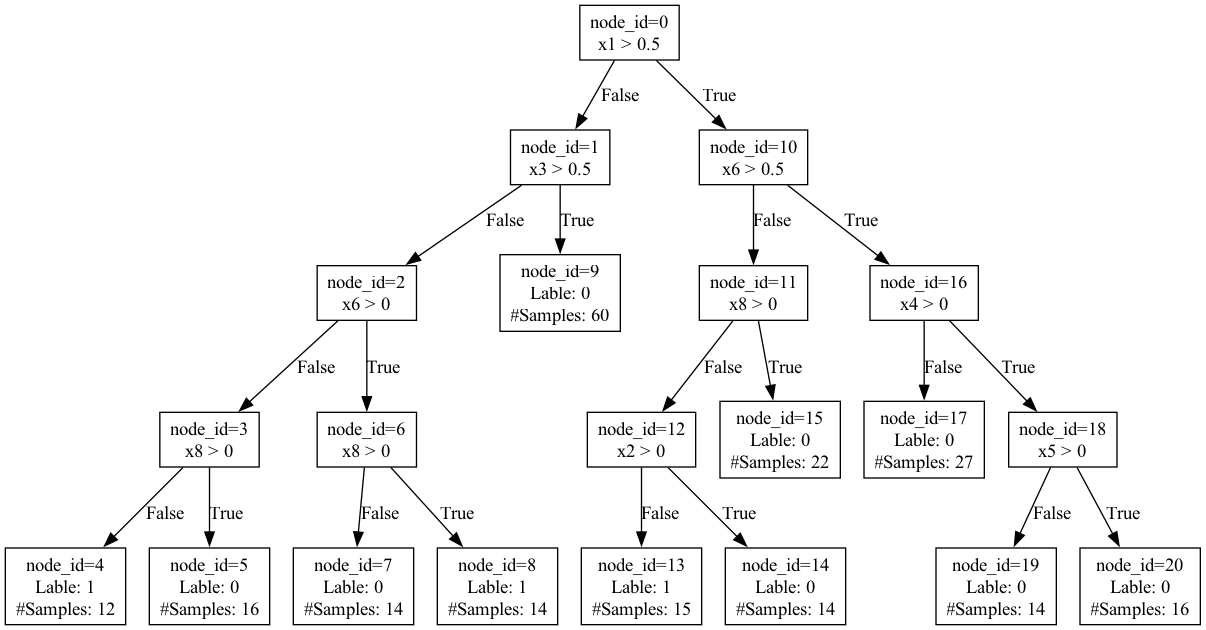 node_id=0
x1 > 0.5
False
True
node_id=1
x3 > 0.5
node_id=10
x6 > 0.5
False
True
False
True
node_id=2
x6 > 0
node_id=9
Lable: 0
#Samples: 60
node_id=11
x8 > 0
node_id=16
x4 > 0
False
True
False
True
False
True
node_id=3
x8 > 0
node_id=6
x8 > 0
node_id=12
x2 > 0
node_id=15
Lable: 0
#Samples: 22
node_id=17
Lable: 0
#Samples: 27
node_id=18
x5 > 0
False
True
False
True
False
True
False
True
node_id=4
Lable: 1
#Samples: 12
node_id=5
Lable: 0
#Samples: 16
node_id=7
Lable: 0
#Samples: 14
node_id=8
Lable: 1
#Samples: 14
node_id=13
Lable: 1
#Samples: 15
node_id=14
Lable: 0
#Samples: 14
node_id=19
Lable: 0
#Samples: 14
node_id=20
Lable: 0
#Samples: 16